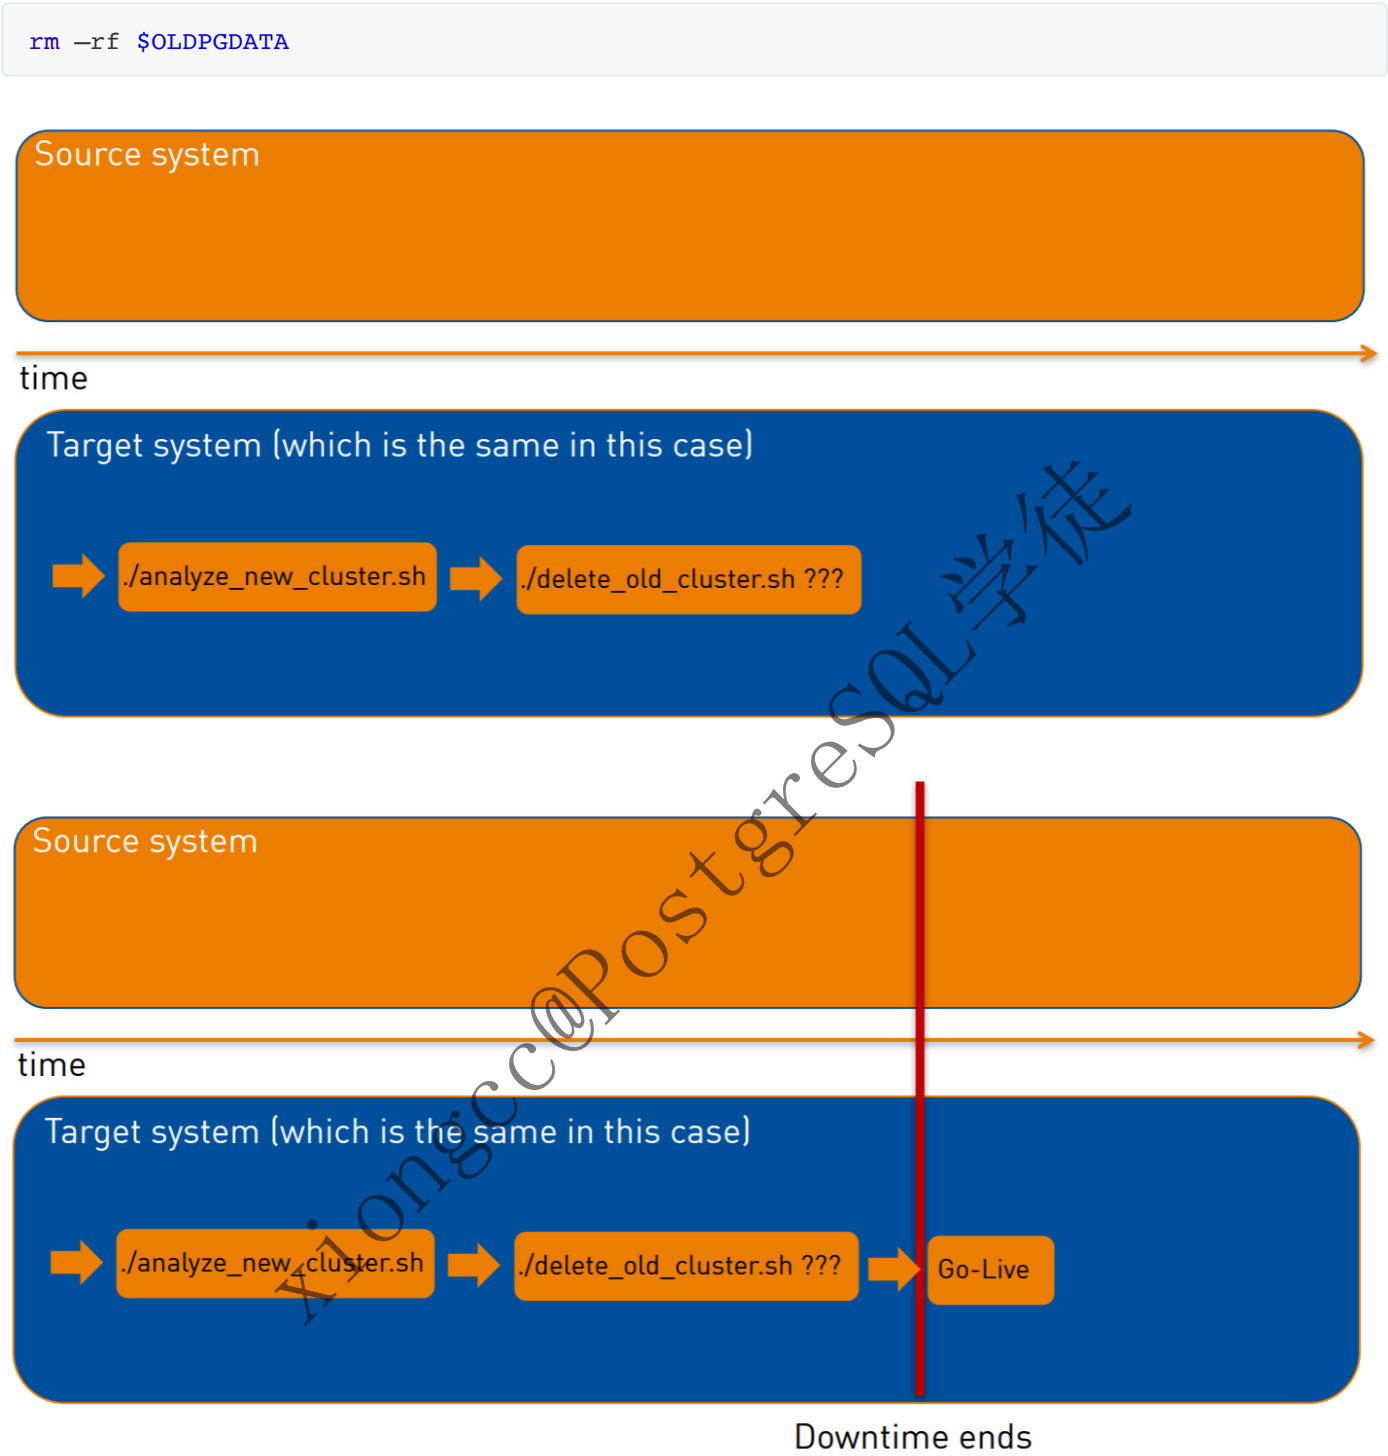 rm –rf $OLDPGDATA
Source system
time
Target system (which is the same in this case)
./analyze_new_cluster.sh
./delete_old_cluster.sh ???
Source system
time
Target system (which is the same in this case)
./analyze_new_cluster.sh
./delete_old_cluster.sh ???
Go-Live
Downtime ends
xiongcc@PostgreSQL学徒